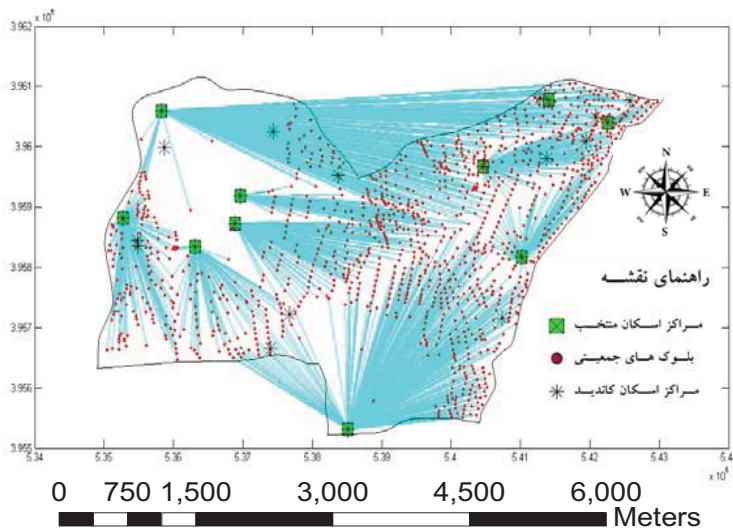 x 10⁶
3.962
3.961
3.96
3.969
3.968
3.967
3.956
3.955
5.34
5.35
5.36
5.37
5.38
5.39
5.4
5.41
5.42
5.43
5.4
x 10⁵
N
W E
S
راهنمای نقشه
مراکز اسکان منتخب
بلوک های جمعیتی
مراکز اسکان کاندید
0 750 1,500 3,000 4,500 6,000
Meters